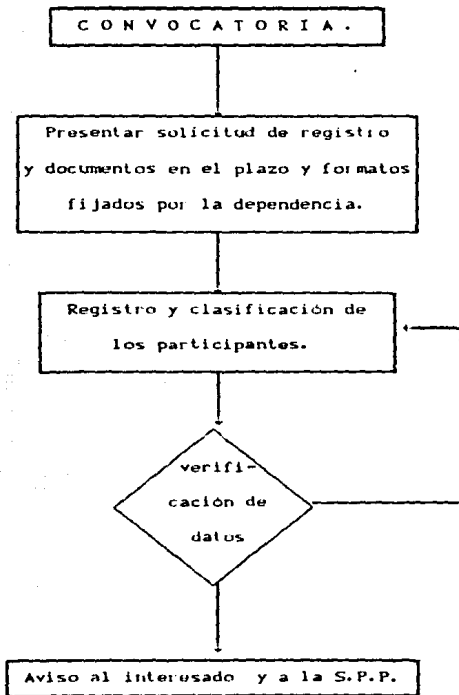 C O N V O C A T O R I A .
Presentar solicitud de registro
y documentos en el plazo y formatos
fijados por la dependencia.
Registro y clasificación de
los participantes.
verifi-
cación de
datos
Aviso al interesado y a la S.P.P.